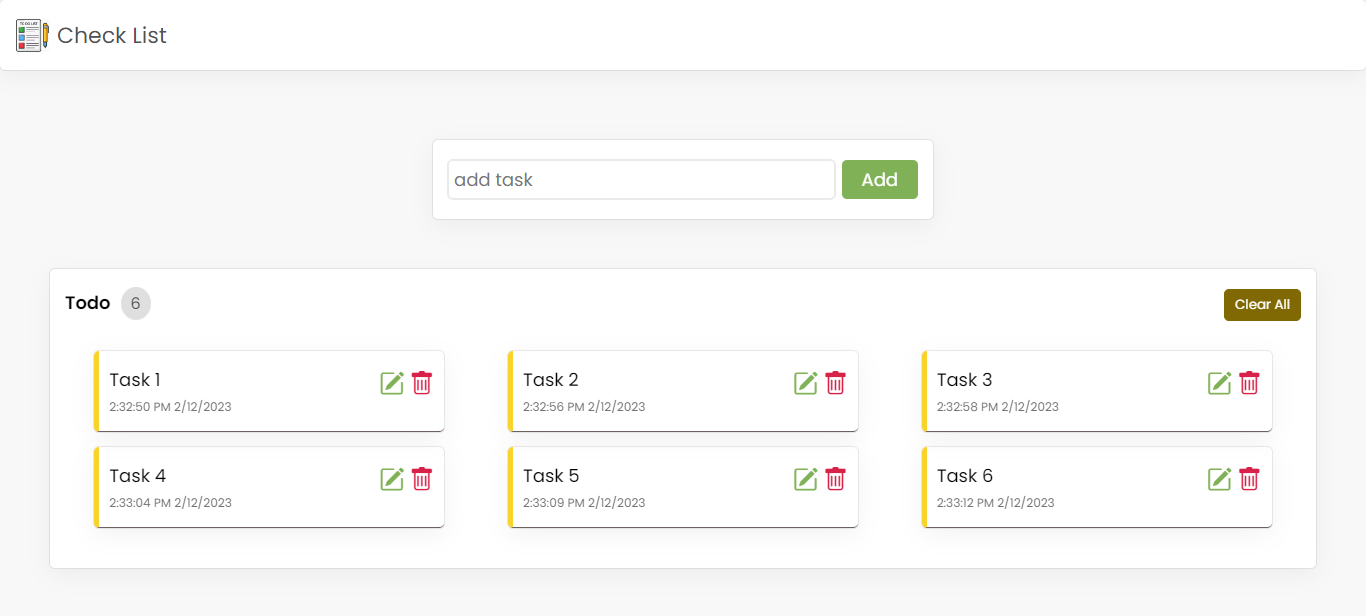 TO DO LIST
Check List
add task
Add
Todo 6
Clear All
Task 1
2:32:50 PM 2/12/2023
Task 2
2:32:56 PM 2/12/2023
Task 3
2:32:58 PM 2/12/2023
Task 4
2:33:04 PM 2/12/2023
Task 5
2:33:09 PM 2/12/2023
Task 6
2:33:12 PM 2/12/2023